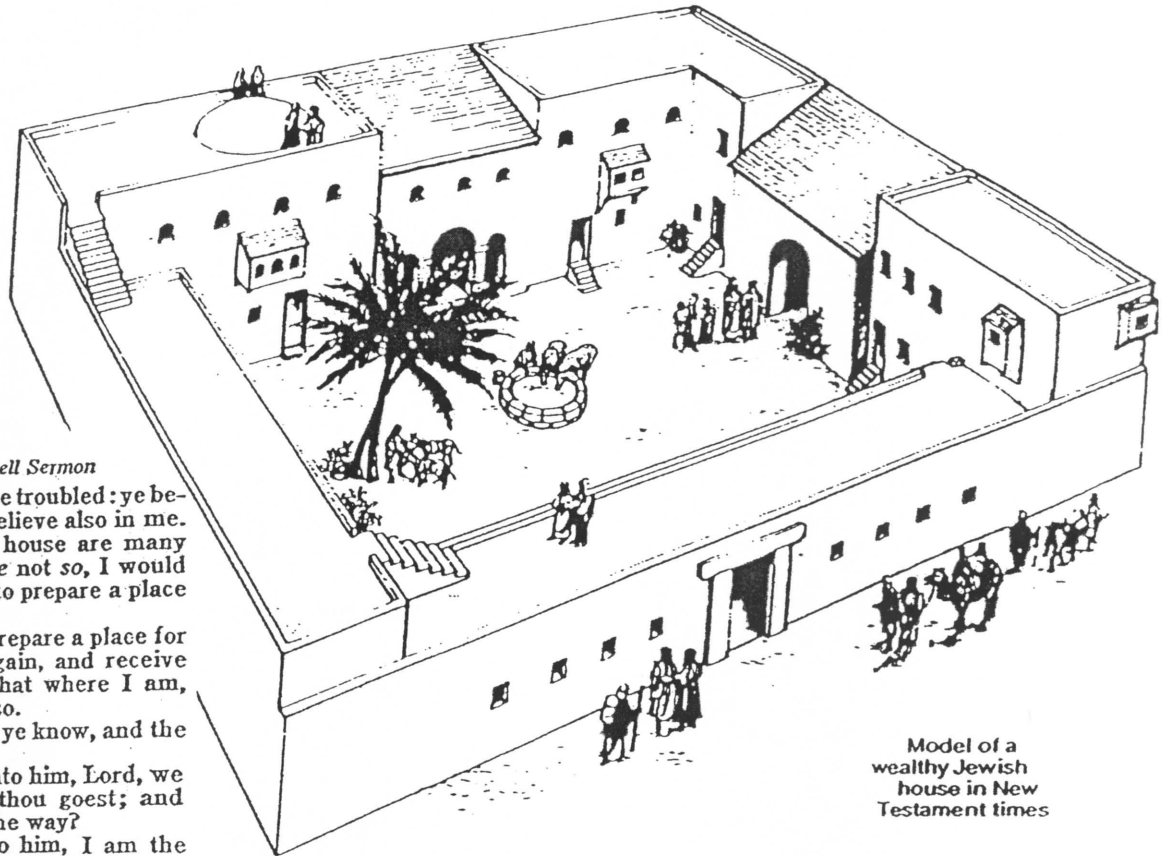 ell Sermon
e troubled: ye be-
elieve also in me.
house are many
e not so, I would
to prepare a place
repare a place for
gain, and receive
hat where I am,
so.
ye know, and the
nto him, Lord, we
thou goest; and
ne way?
o him, I am the
Model of a
wealthy Jewish
house in New
Testament times